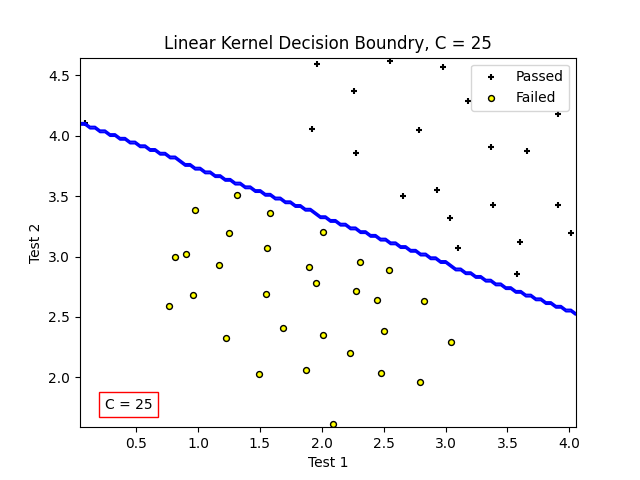 Linear Kernel Decision Boundry, C = 25
4.5
4.0
3.5
3.0
2.5
2.0
Test 2
Passed
Failed
C = 25
0.5 1.0 1.5 2.0 2.5 3.0 3.5 4.0
Test 1